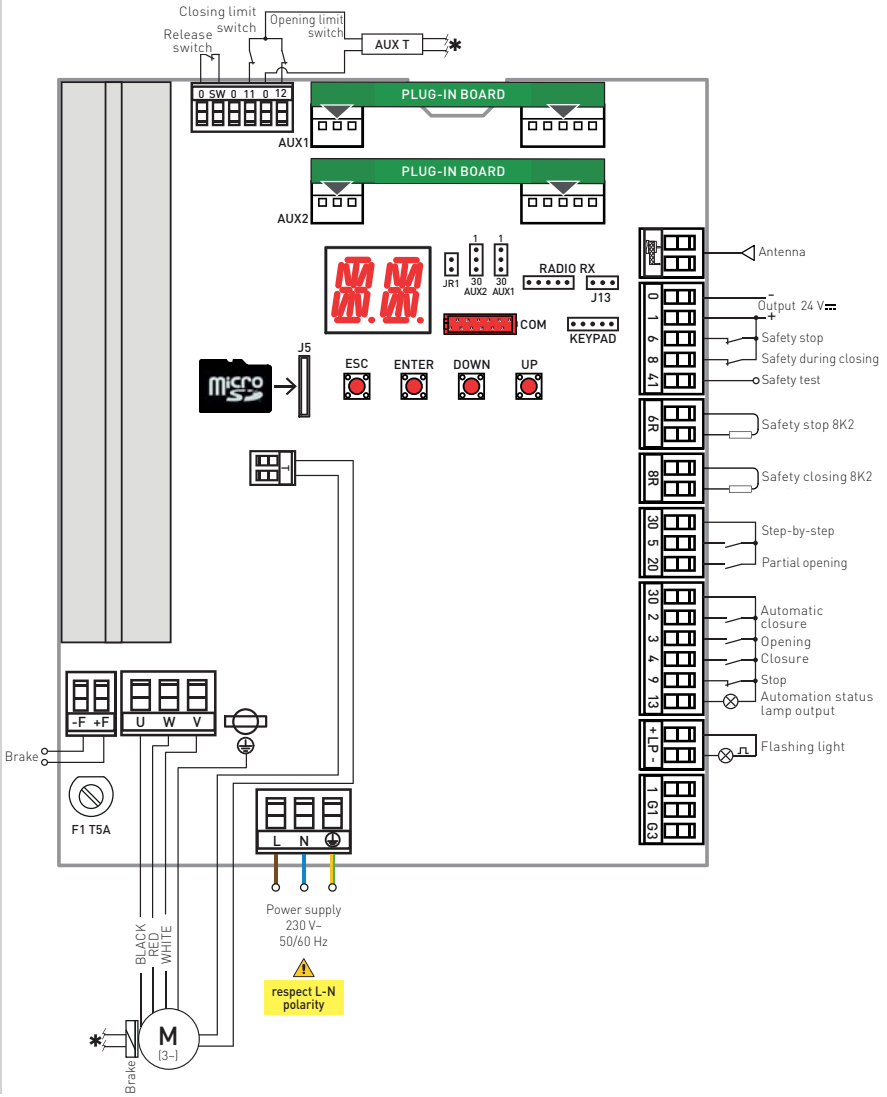 Closing limit
switch
Opening limit
switch
Release
switch
AUX T
*
0 SW 0 11 0 12
PLUG-IN BOARD
AUX1
PLUG-IN BOARD
AUX2
Antenna
1
1
JR1
30
AUX2
30
AUX1
RADIO RX
J13
COM
KEYPAD
0
-
Output 24 V
1
+
6
Safety stop
8
Safety during closing
41
Safety test
J5
micro
SD
ESC
ENTER
DOWN
UP
6R
Safety stop 8K2
8R
Safety closing 8K2
T
30
Step-by-step
5
20
Partial opening
30
2
Automatic
closure
3
Opening
4
Closure
9
Stop
13
Automation status
lamp output
-F +F
U W V
+ LP -
Flashing light
Brake
F1 T5A
1
G1
G3
L N
Power supply
230 V~
50/60 Hz
BLACK
RED
WHITE
!
respect L-N
polarity
*
M
(3~)
Brake